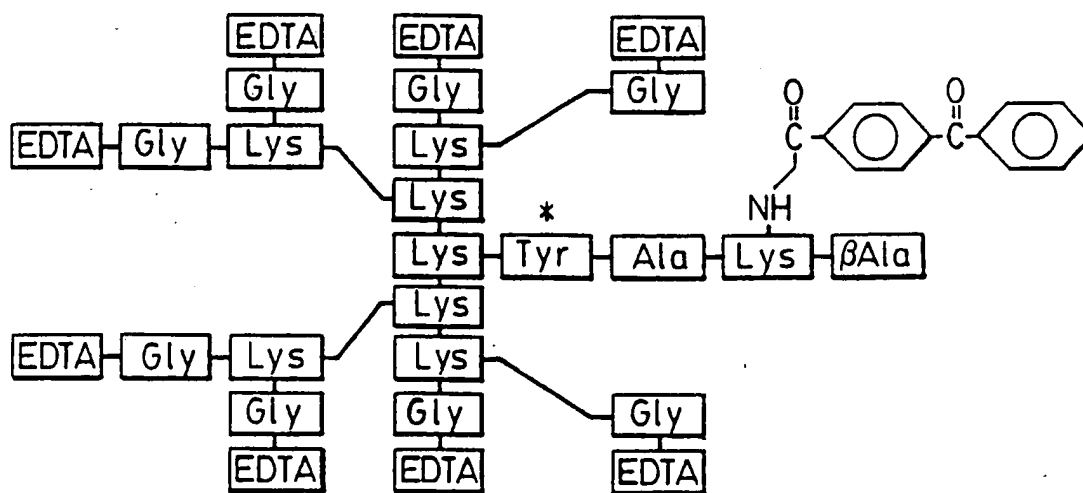 EDTA EDTA EDTA
Gly Gly Gly
EDTA Gly Lys Lys
O
C
O
C
Lys
* NH
Lys Tyr Ala Lys βAla
Lys
EDTA Gly Lys Lys
Gly Gly Gly
EDTA EDTA EDTA